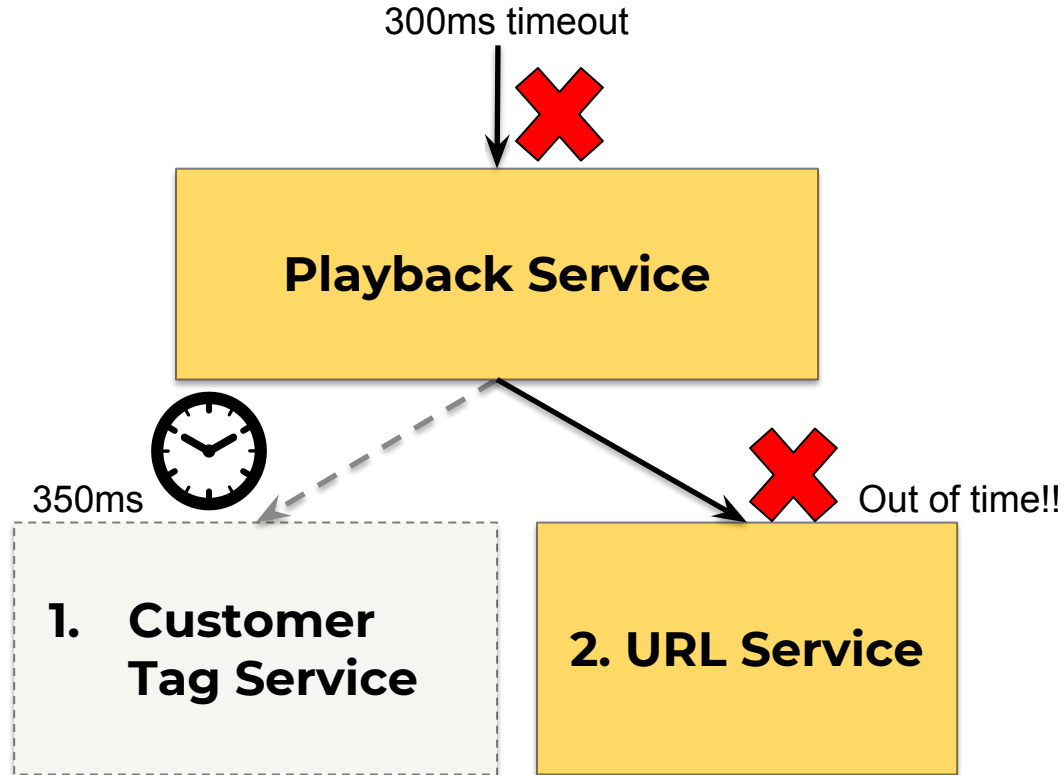 300ms timeout
Playback Service
350ms
Out of time!!
1. Customer
Tag Service
2. URL Service